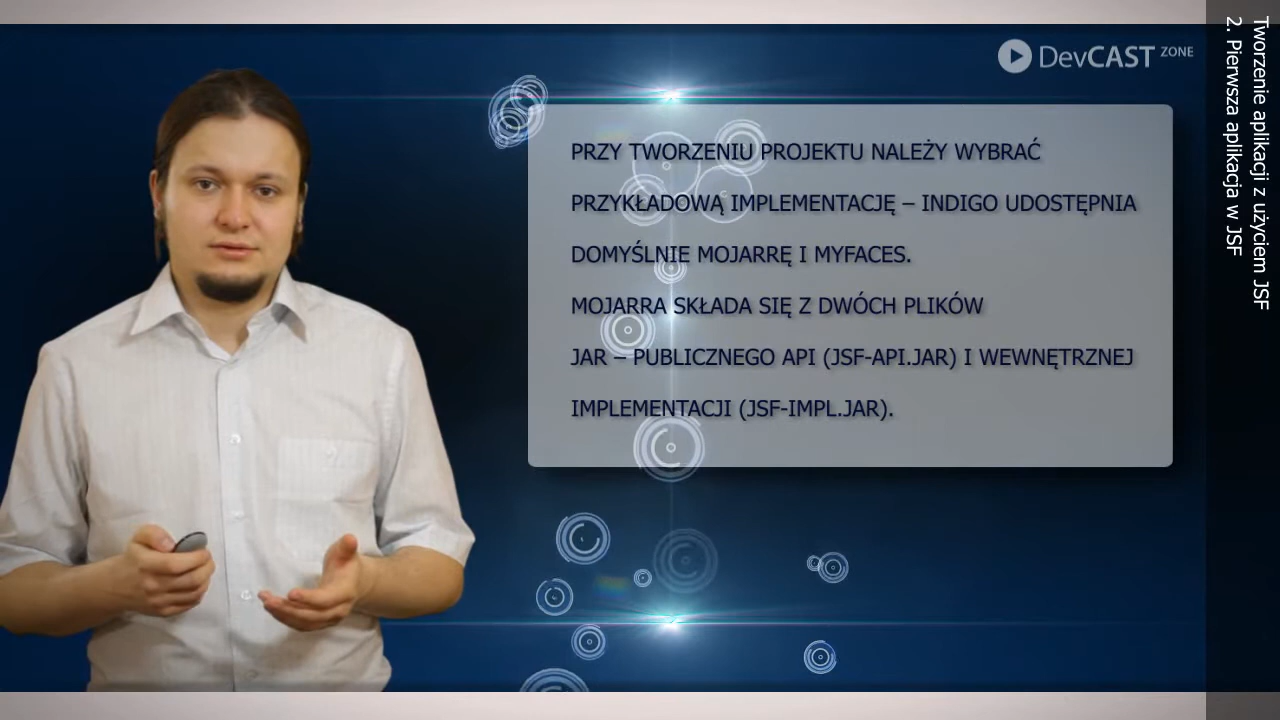 DevCAST ZONE
PRZY TWORZENIU PROJEKTU NALEŻY WYBRAĆ
PRZYKŁADOWĄ IMPLEMENTACJĘ – INDIGO UDOSTĘPNIA
DOMYŚLNIE MOJARRĘ I MYFACES.
MOJARRA SKŁADA SIĘ Z DWÓCH PLIKÓW
JAR – PUBLICZNEGO API (JSF-API.JAR) I WEWNĘTRZNEJ
IMPLEMENTACJI (JSF-IMPL.JAR).
Tworzenie aplikacji z użyciem JSF
2. Pierwsza aplikacja w JSF